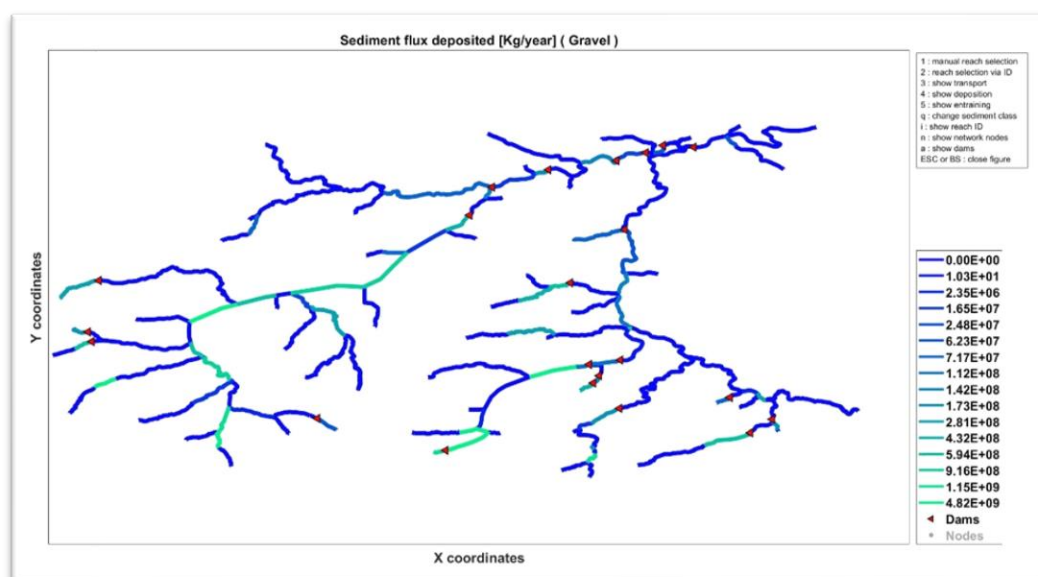 Sediment flux deposited [Kg/year] ( Gravel )
1 : manual reach selection
2 : reach selection via ID
3 : show transport
4 : show deposition
5 : show entraining
q : change sediment class
i : show reach ID
n : show network nodes
a : show dams
ESC or BS : close figure
Y coordinates
0.00E+00
1.03E+01
2.35E+06
1.65E+07
2.48E+07
6.23E+07
7.17E+07
1.12E+08
1.42E+08
1.73E+08
2.81E+08
4.32E+08
5.94E+08
9.16E+08
1.15E+09
4.82E+09
Dams
Nodes
X coordinates